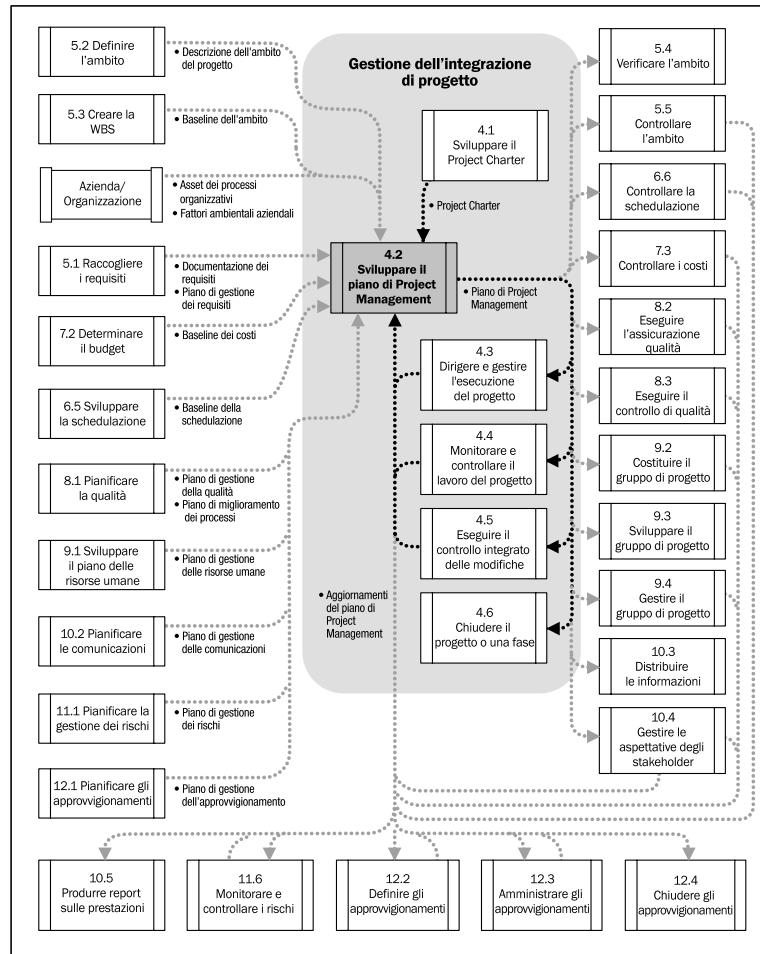 5.2 Definire
l'ambito
• Descrizione dell'ambito
del progetto
5.3 Creare la
WBS
• Baseline dell'ambito
Azienda/
Organizzazione
• Asset dei processi
organizzativi
• Fattori ambientali aziendali
5.1 Raccogliere
i requisiti
• Documentazione dei
requisiti
• Piano di gestione
dei requisiti
7.2 Determinare
il budget
• Baseline dei costi
6.5 Sviluppare
la schedulazione
• Baseline della
schedulazione
8.1 Pianificare
la qualità
• Piano di gestione
della qualità
• Piano di miglioramento
dei processi
9.1 Sviluppare
il piano delle
risorse umane
• Piano di gestione
delle risorse umane
10.2 Pianificare
le comunicazioni
• Piano di gestione
delle comunicazioni
11.1 Pianificare la
gestione dei rischi
• Piano di gestione
dei rischi
12.1 Pianificare gli
approvvigionamenti
• Piano di gestione
dell'approvvigionamento
Gestione dell'integrazione
di progetto
4.1
Sviluppare il
Project Charter
• Project Charter
4.2
Sviluppare il
piano di Project
Management
• Piano di Project
Management
4.3
Dirigere e gestire
l'esecuzione
del progetto
4.4
Monitorare e
controllare il
lavoro del progetto
4.5
Eseguire il
controllo integrato
delle modifiche
• Aggiornamenti
del piano di
Project
Management
4.6
Chiudere il
progetto o una fase
5.4
Verificare l'ambito
5.5
Controllare
l'ambito
6.6
Controllare la
schedulazione
7.3
Controllare i costi
8.2
Eseguire
l'assicurazione
qualità
8.3
Eseguire il
controllo di qualità
9.2
Costituire il
gruppo di progetto
9.3
Sviluppare il
gruppo di progetto
9.4
Gestire il
gruppo di progetto
10.3
Distribuire
le informazioni
10.4
Gestire le
aspettative degli
stakeholder
10.5
Produrre report
sulle prestazioni
11.6
Monitorare e
controllare i rischi
12.2
Definire gli
approvvigionamenti
12.3
Amministrare gli
approvvigionamenti
12.4
Chiudere gli
approvvigionamenti